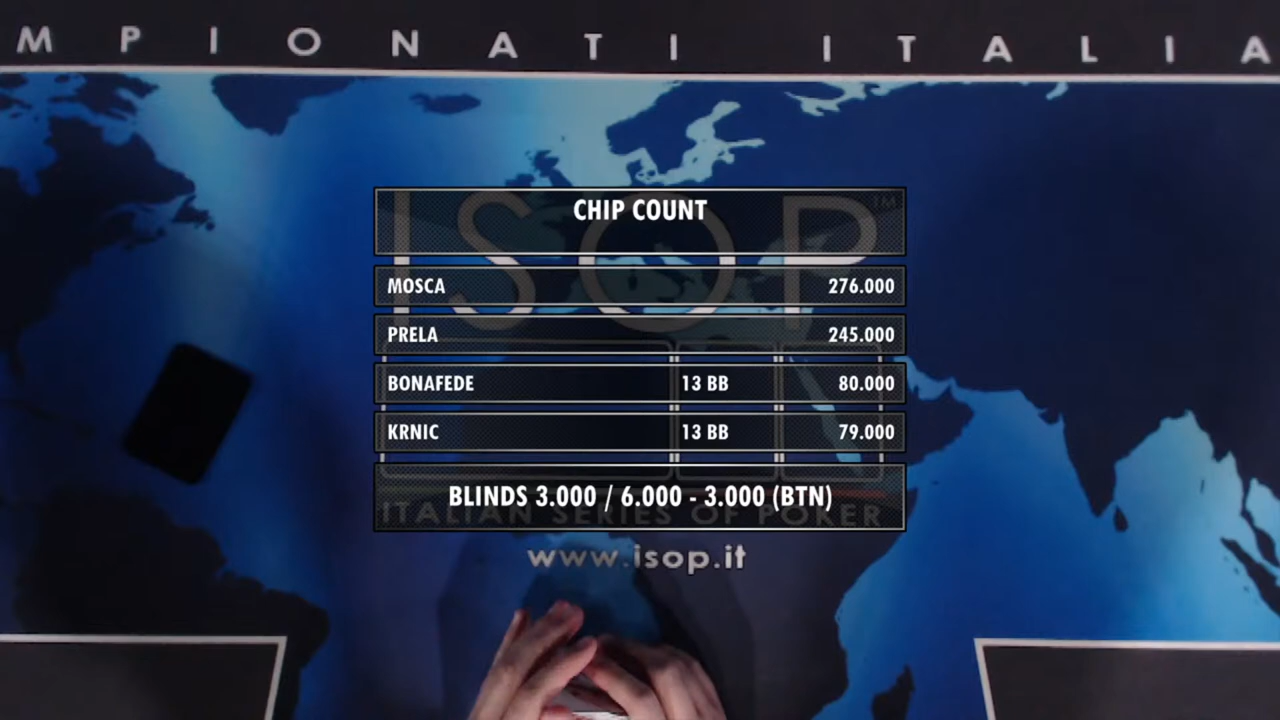 MPIONATI ITALIA
CHIP COUNT
ISOP™
MOSCA 276.000
PRELA 245.000
BONAFEDE 13 BB 80.000
KRNIC 13 BB 79.000
BLINDS 3.000 / 6.000 - 3.000 (BTN)
ITALIAN SERIES OF POKER
www.isop.it